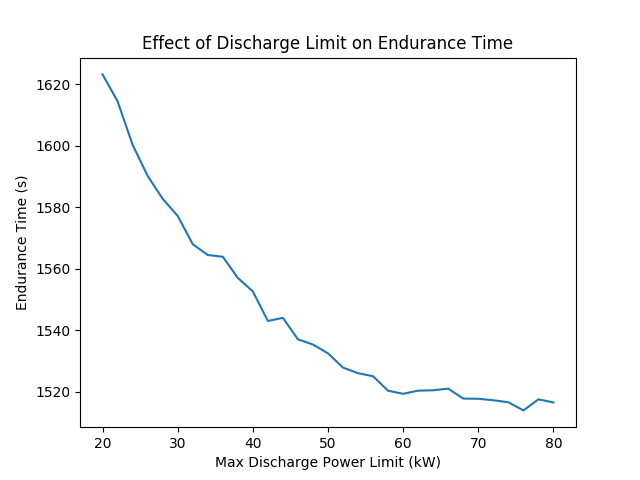 Effect of Discharge Limit on Endurance Time
1620
1600
1580
1560
1540
1520
Endurance Time (s)
20 30 40 50 60 70 80
Max Discharge Power Limit (kW)